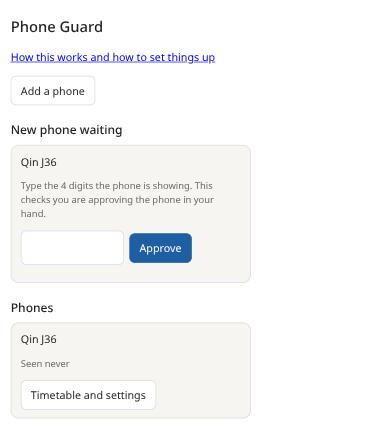 Phone Guard
How this works and how to set things up
Add a phone
New phone waiting
Qin J36
Type the 4 digits the phone is showing. This
checks you are approving the phone in your
hand.
Approve
Phones
Qin J36
Seen never
Timetable and settings